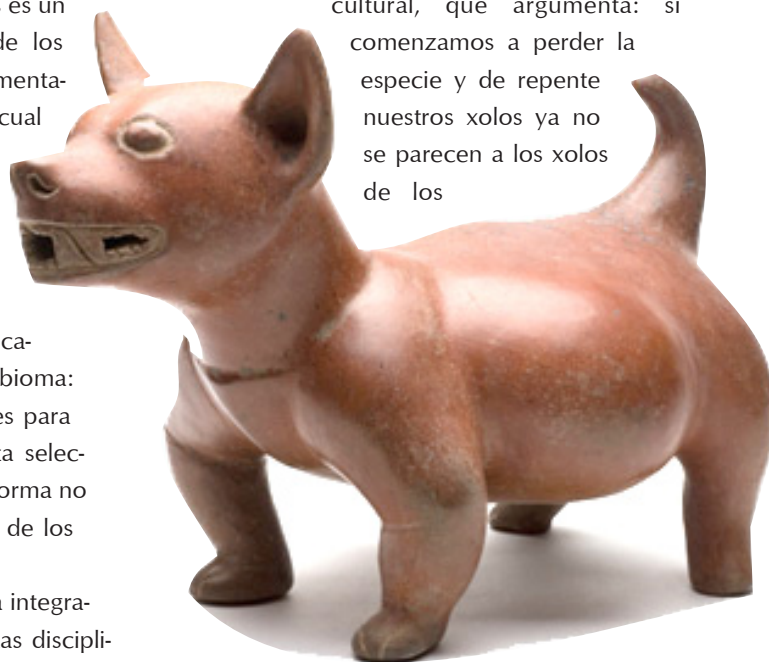 es un
de los
menta-
cual
ca-
bioma:
es para
ta selec-
orma no
de los
a integra-
as discipli-
cultural, que argumenta: si
comenzamos a perder la
especie y de repente
nuestros xolos ya no
se parecen a los xolos
de los